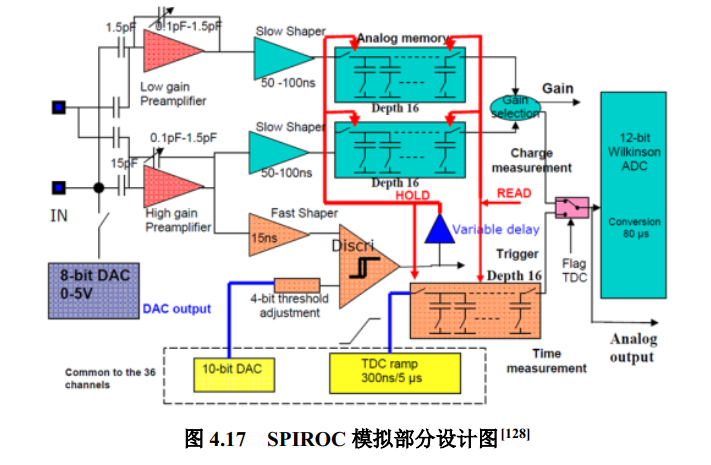 1.5pF
0.1pF-1.5pF
Low gain
Preamplifier
Slow Shaper
50 -100ns
Analog memory
Depth 16
Gain
selection
Gain
12-bit
Wilkinson
ADC
Conversion
80 µs
0.1pF-1.5pF
15pF
High gain
Preamplifier
IN
Slow Shaper
50-100ns
Depth 16
HOLD
READ
Charge
measurement
Fast Shaper
15ns
Discri
Variable delay
Trigger
Depth 16
Flag
TDC
8-bit DAC
0-5V
DAC output
4-bit threshold
adjustment
Time
measurement
Analog
output
Common to the 36
channels
10-bit DAC
TDC ramp
300ns/5 µs
图 4.17 SPIROC 模拟部分设计图[128]